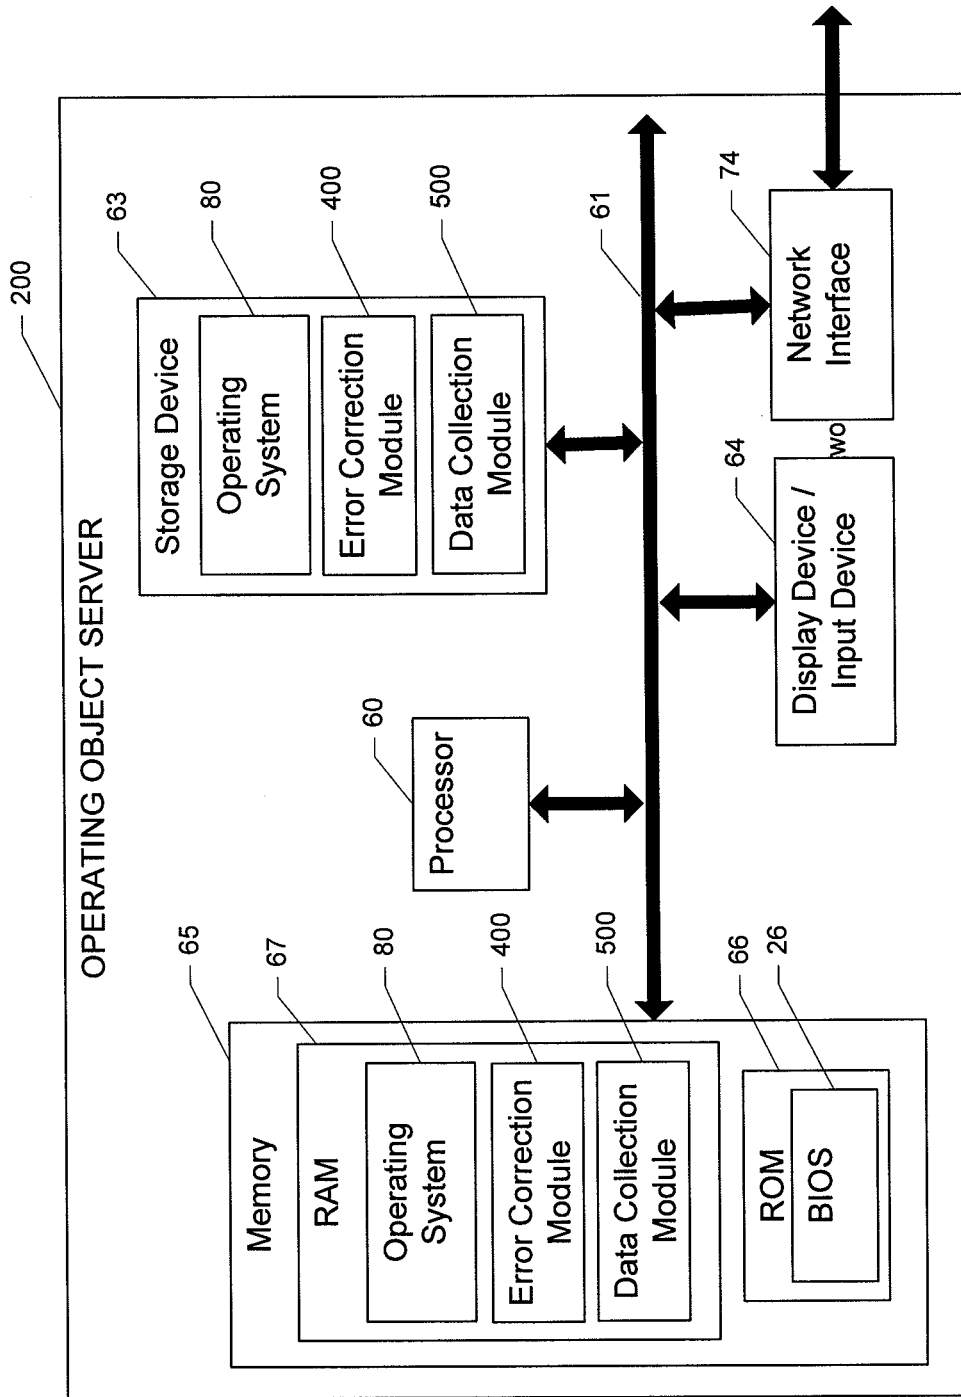 200
OPERATING OBJECT SERVER
65
Memory
67
RAM
80
Operating
System
400
Error Correction
Module
500
Data Collection
Module
66
ROM
26
BIOS
60
Processor
63
Storage Device
80
Operating
System
400
Error Correction
Module
500
Data Collection
Module
61
64
Display Device /
Input Device
wo
74
Network
Interface